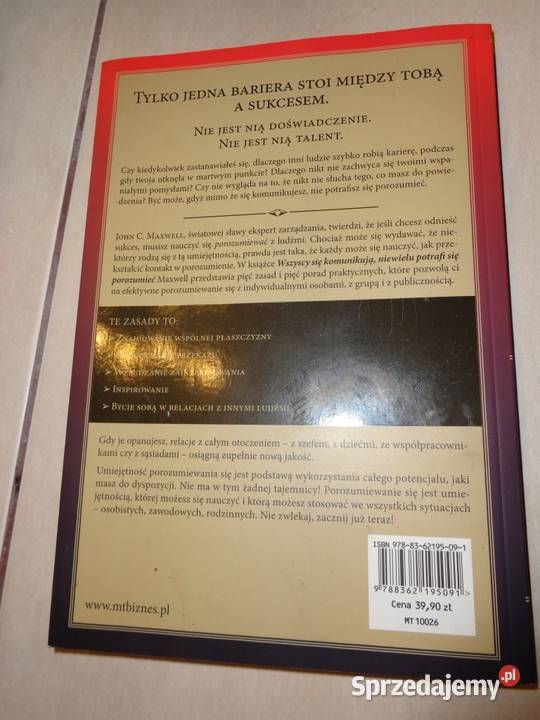 Tylko jedna bariera stoi między tobą
a sukcesem.
Nie jest nią doświadczenie.
Nie jest nią talent.
Czy kiedykolwiek zastanawiałeś się, dlaczego inni ludzie szybko robią karierę, podczas
gdy twoja utknęła w martwym punkcie? Dlaczego nikt nie zachwyca się twoimi wspa-
niałymi pomysłami? Czy nie wygląda na to, że nikt nie słucha tego, co masz do powie-
dzenia? Być może, gdyż mimo że się komunikujesz, nie potrafisz się porozumieć.
John C. Maxwell, światowej sławy ekspert zarządzania, twierdzi, że jeśli chcesz odnieść
sukces, musisz nauczyć się porozumiewać z ludźmi. Chociaż może się wydawać, że nie-
którzy rodzą się z tą umiejętnością, prawda jest taka, że każdy może się nauczyć, jak prze-
kształcić kontakt w porozumienie. W książce Wszyscy się komunikują, niewielu potrafi się
porozumieć Maxwell przedstawia pięć zasad i pięć porad praktycznych, które pozwolą ci
na efektywne porozumiewanie się z indywidualnymi osobami, z grupą i z publicznością.
Te zasady to:
➢ Znajdowanie wspólnej płaszczyzny
przekazu
➢ Wzbudzanie zainteresowania
➢ Inspirowanie
➢ Bycie sobą w relacjach z innymi ludźmi
Gdy je opanujesz, relacje z całym otoczeniem – z szefem, z dziećmi, ze współpracowni-
kami czy z sąsiadami – osiągną zupełnie nową jakość.
Umiejętność porozumiewania się jest podstawą wykorzystania całego potencjału, jaki
masz do dyspozycji. Nie ma w tym żadnej tajemnicy! Porozumiewanie się jest umie-
jętnością, której możesz się nauczyć i którą możesz stosować we wszystkich sytuacjach
– osobistych, zawodowych, rodzinnych. Nie zwlekaj, zacznij już teraz!
ISBN 978-83-62195-09-1
9 788362 195091
Cena 39,90 zł
MT 10026
www.mtbiznes.pl
Sprzedajemy.pl